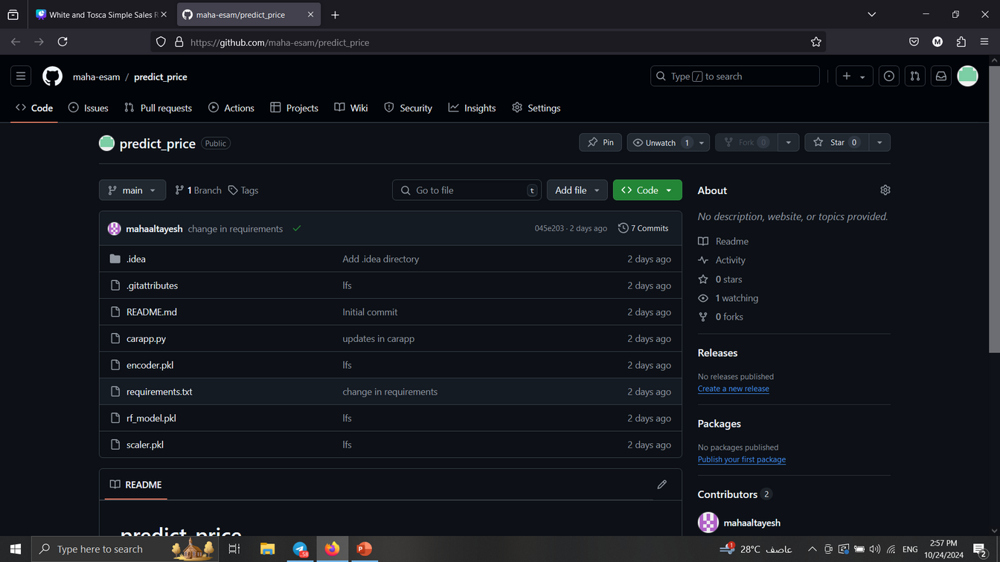 White and Tosca Simple Sales R
maha-esam/predict_price
https://github.com/maha-esam/predict_price
maha-esam / predict_price
Type / to search
Code
Issues
Pull requests
Actions
Projects
Wiki
Security
Insights
Settings
predict_price Public
Pin
Unwatch 1
Fork 0
Star 0
main
1 Branch
Tags
Go to file t
Add file
Code
mahaaltayesh change in requirements 045e203 · 2 days ago 7 Commits
.idea Add .idea directory 2 days ago
.gitattributes lfs 2 days ago
README.md Initial commit 2 days ago
carapp.py updates in carapp 2 days ago
encoder.pkl lfs 2 days ago
requirements.txt change in requirements 2 days ago
rf_model.pkl lfs 2 days ago
scaler.pkl lfs 2 days ago
README
predict_price
About
No description, website, or topics provided.
Readme
Activity
0 stars
1 watching
0 forks
Releases
No releases published
Create a new release
Packages
No packages published
Publish your first package
Contributors 2
mahaaltayesh
Type here to search
58
1
28°C عاصف
ENG
2:57 PM
10/24/2024
2